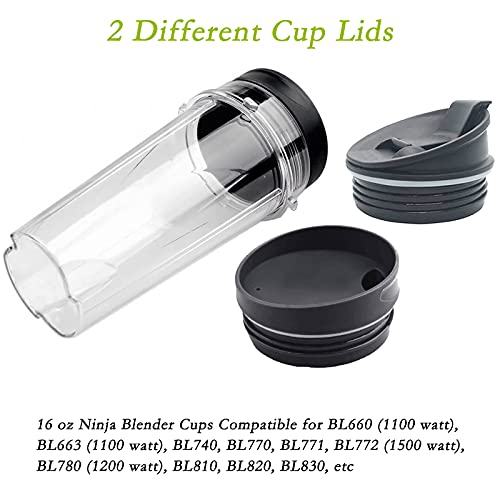 2 Different Cup Lids
16 oz Ninja Blender Cups Compatible for BL660 (1100 watt),
BL663 (1100 watt), BL740, BL770, BL771, BL772 (1500 watt),
BL780 (1200 watt), BL810, BL820, BL830, etc